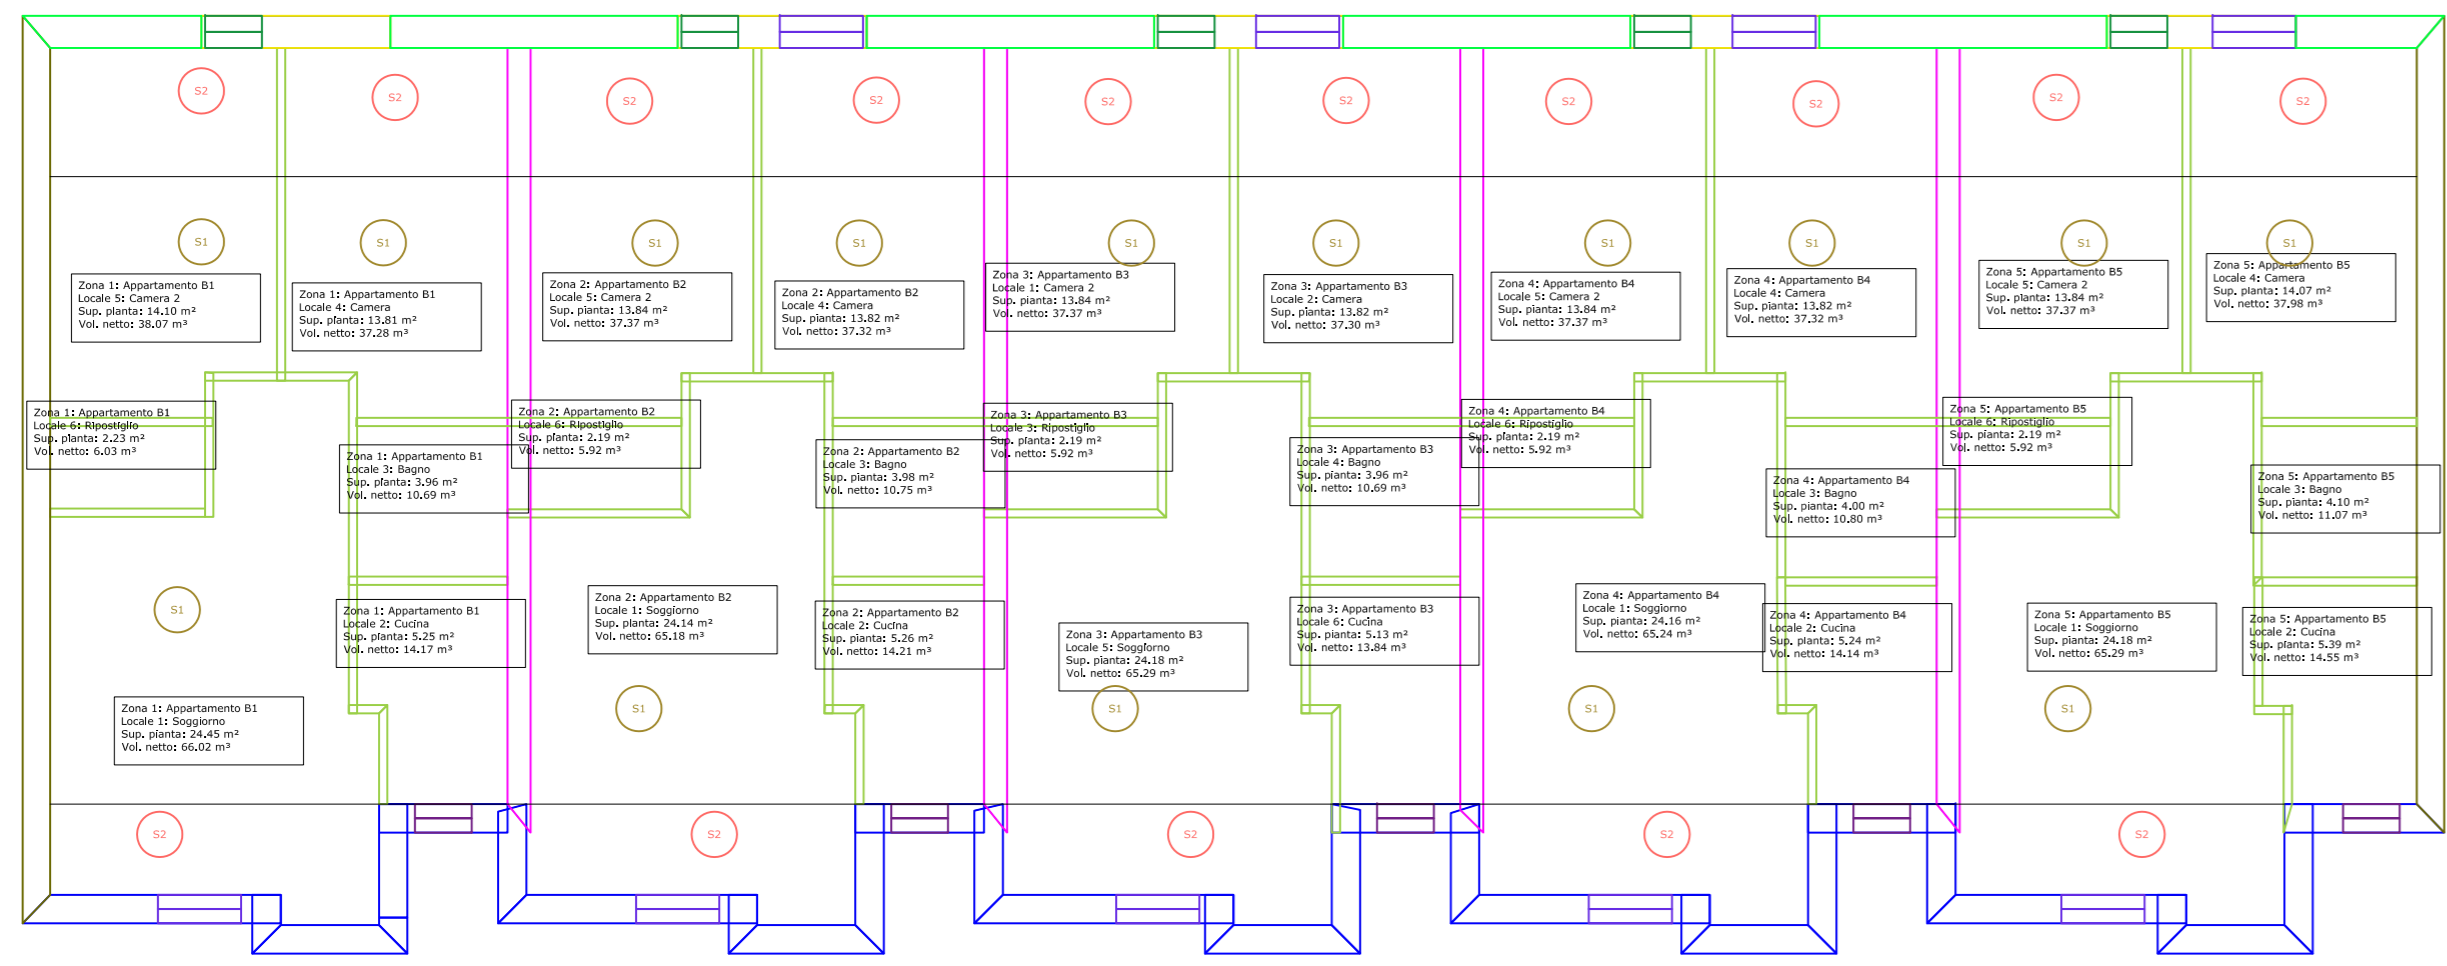 S2
S2
S2
S2
S2
S2
S2
S2
S2
S2
S1
S1
S1
S1
S1
S1
S1
S1
S1
S1
Zona 1: Appartamento B1
Locale 5: Camera 2
Sup. pianta: 14.10 m²
Vol. netto: 38.07 m³
Zona 1: Appartamento B1
Locale 4: Camera
Sup. pianta: 13.81 m²
Vol. netto: 37.28 m³
Zona 2: Appartamento B2
Locale 5: Camera 2
Sup. pianta: 13.84 m²
Vol. netto: 37.37 m³
Zona 2: Appartamento B2
Locale 4: Camera
Sup. pianta: 13.82 m²
Vol. netto: 37.32 m³
Zona 3: Appartamento B3
Locale 1: Camera 2
Sup. pianta: 13.84 m²
Vol. netto: 37.37 m³
Zona 3: Appartamento B3
Locale 2: Camera
Sup. pianta: 13.82 m²
Vol. netto: 37.30 m³
Zona 4: Appartamento B4
Locale 5: Camera 2
Sup. pianta: 13.84 m²
Vol. netto: 37.37 m³
Zona 4: Appartamento B4
Locale 4: Camera
Sup. pianta: 13.82 m²
Vol. netto: 37.32 m³
Zona 5: Appartamento B5
Locale 5: Camera 2
Sup. pianta: 13.84 m²
Vol. netto: 37.37 m³
Zona 5: Appartamento B5
Locale 4: Camera
Sup. pianta: 14.07 m²
Vol. netto: 37.98 m³
Zona 1: Appartamento B1
Locale 6: Ripostiglio
Sup. pianta: 2.23 m²
Vol. netto: 6.03 m³
Zona 1: Appartamento B1
Locale 3: Bagno
Sup. pianta: 3.96 m²
Vol. netto: 10.69 m³
Zona 2: Appartamento B2
Locale 6: Ripostiglio
Sup. pianta: 2.19 m²
Vol. netto: 5.92 m³
Zona 2: Appartamento B2
Locale 3: Bagno
Sup. pianta: 3.98 m²
Vol. netto: 10.75 m³
Zona 3: Appartamento B3
Locale 3: Ripostiglio
Sup. pianta: 2.19 m²
Vol. netto: 5.92 m³
Zona 3: Appartamento B3
Locale 4: Bagno
Sup. pianta: 3.96 m²
Vol. netto: 10.69 m³
Zona 4: Appartamento B4
Locale 6: Ripostiglio
Sup. pianta: 2.19 m²
Vol. netto: 5.92 m³
Zona 4: Appartamento B4
Locale 3: Bagno
Sup. pianta: 4.00 m²
Vol. netto: 10.80 m³
Zona 5: Appartamento B5
Locale 6: Ripostiglio
Sup. pianta: 2.19 m²
Vol. netto: 5.92 m³
Zona 5: Appartamento B5
Locale 3: Bagno
Sup. pianta: 4.10 m²
Vol. netto: 11.07 m³
S1
Zona 1: Appartamento B1
Locale 2: Cucina
Sup. pianta: 5.25 m²
Vol. netto: 14.17 m³
Zona 2: Appartamento B2
Locale 1: Soggiorno
Sup. pianta: 24.14 m²
Vol. netto: 65.18 m³
Zona 2: Appartamento B2
Locale 2: Cucina
Sup. pianta: 5.26 m²
Vol. netto: 14.21 m³
Zona 3: Appartamento B3
Locale 5: Soggiorno
Sup. pianta: 24.18 m²
Vol. netto: 65.29 m³
Zona 3: Appartamento B3
Locale 6: Cucina
Sup. pianta: 5.13 m²
Vol. netto: 13.84 m³
Zona 4: Appartamento B4
Locale 1: Soggiorno
Sup. pianta: 24.16 m²
Vol. netto: 65.24 m³
Zona 4: Appartamento B4
Locale 2: Cucina
Sup. pianta: 5.24 m²
Vol. netto: 14.14 m³
Zona 5: Appartamento B5
Locale 1: Soggiorno
Sup. pianta: 24.18 m²
Vol. netto: 65.29 m³
Zona 5: Appartamento B5
Locale 2: Cucina
Sup. pianta: 5.39 m²
Vol. netto: 14.55 m³
Zona 1: Appartamento B1
Locale 1: Soggiorno
Sup. pianta: 24.45 m²
Vol. netto: 66.02 m³
S1
S1
S1
S1
S2
S2
S2
S2
S2